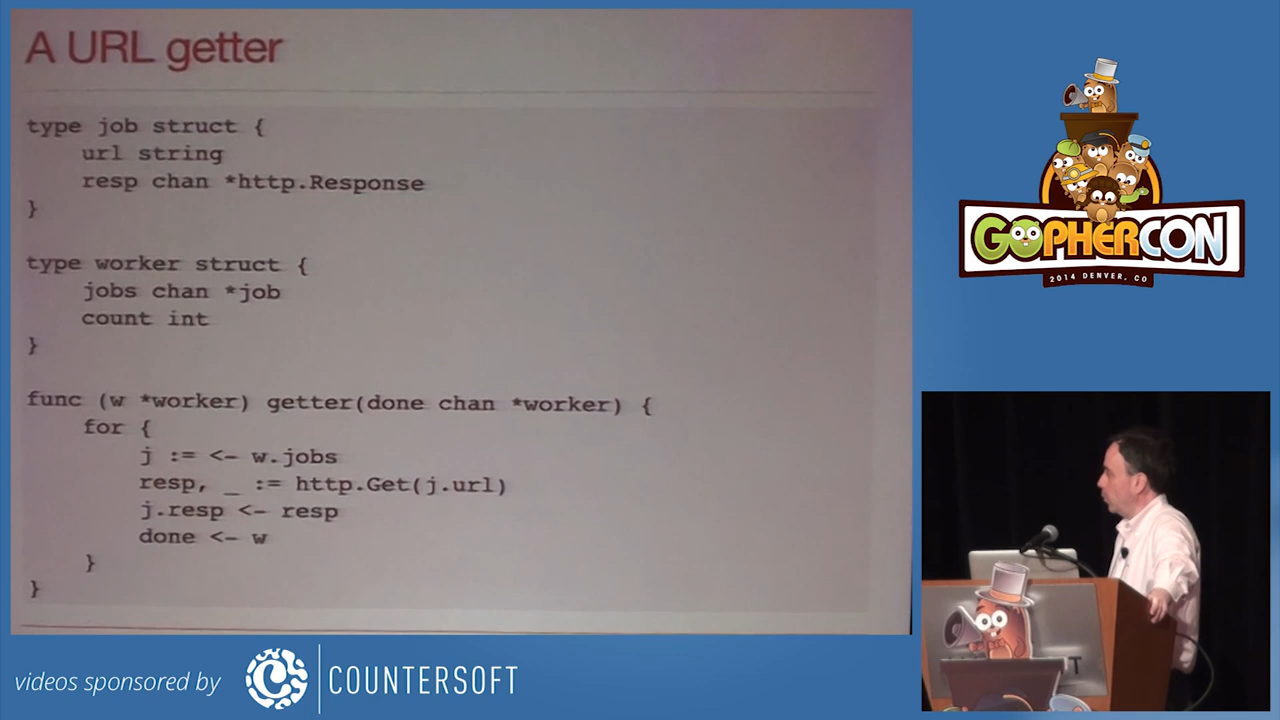 A URL getter
type job struct {
    url string
    resp chan *http.Response
}
type worker struct {
    jobs chan *job
    count int
}
func (w *worker) getter(done chan *worker) {
    for {
        j := <- w.jobs
        resp, _ := http.Get(j.url)
        j.resp <- resp
        done <- w
    }
}
GOPHERCON
2014 DENVER, CO
videos sponsored by
COUNTERSOFT